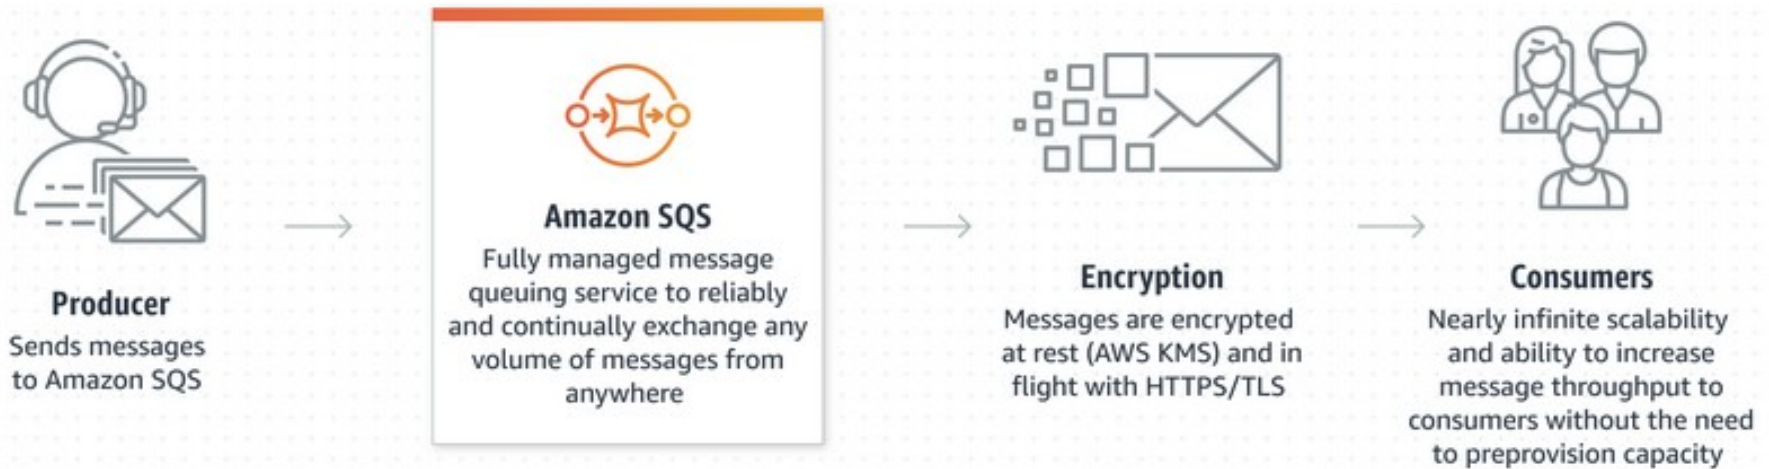 Producer
Sends messages
to Amazon SQS
Amazon SQS
Fully managed message
queuing service to reliably
and continually exchange any
volume of messages from
anywhere
Encryption
Messages are encrypted
at rest (AWS KMS) and in
flight with HTTPS/TLS
Consumers
Nearly infinite scalability
and ability to increase
message throughput to
consumers without the need
to preprovision capacity